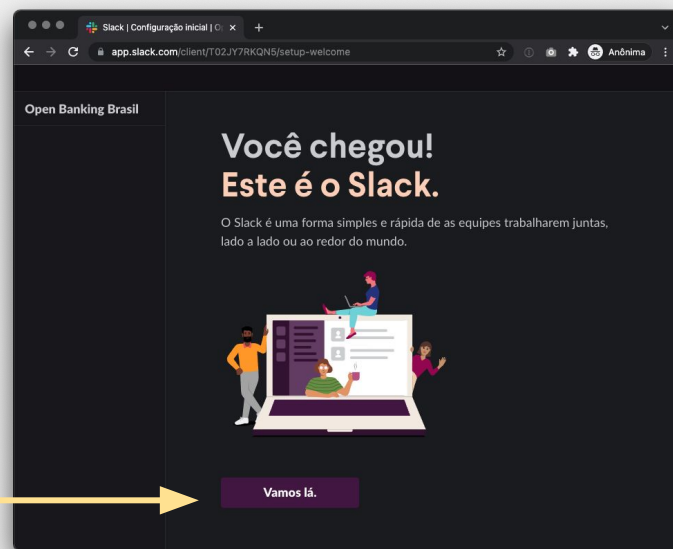 Slack | Configuração inicial | O
app.slack.com/client/T02JY7RKQN5/setup-welcome
Anônima
Open Banking Brasil
Você chegou!
Este é o Slack.
O Slack é uma forma simples e rápida de as equipes trabalharem juntas,
lado a lado ou ao redor do mundo.
Vamos lá.